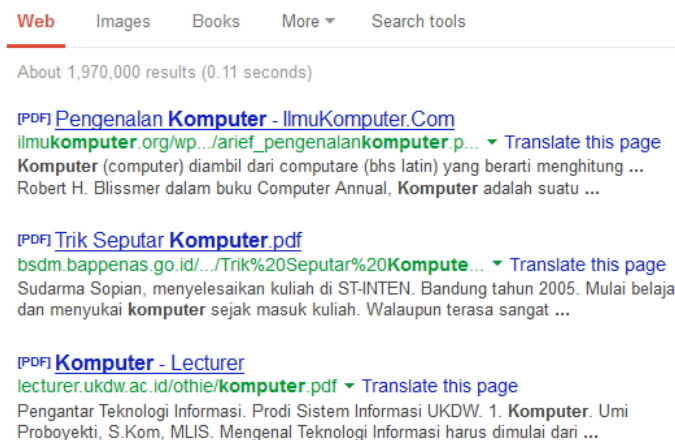 Web Images Books More Search tools
About 1,970,000 results (0.11 seconds)
[PDF] Pengenalan Komputer - IlmuKomputer.Com
ilmukomputer.org/wp.../arief_pengenalankomputer.p... Translate this page
Komputer (computer) diambil dari computare (bhs latin) yang berarti menghitung ...
Robert H. Blissmer dalam buku Computer Annual, Komputer adalah suatu ...
[PDF] Trik Seputar Komputer.pdf
bsdm.bappenas.go.id/.../Trik%20Seputar%20Kompute... Translate this page
Sudarma Sopian, menyelesaikan kuliah di ST-INTEN. Bandung tahun 2005. Mulai belaja
dan menyukai komputer sejak masuk kuliah. Walaupun terasa sangat ...
[PDF] Komputer - Lecturer
lecturer.ukdw.ac.id/othie/komputer.pdf Translate this page
Pengantar Teknologi Informasi. Prodi Sistem Informasi UKDW. 1. Komputer. Umi
Proboyekti, S.Kom, MLIS. Mengenal Teknologi Informasi harus dimulai dari ...